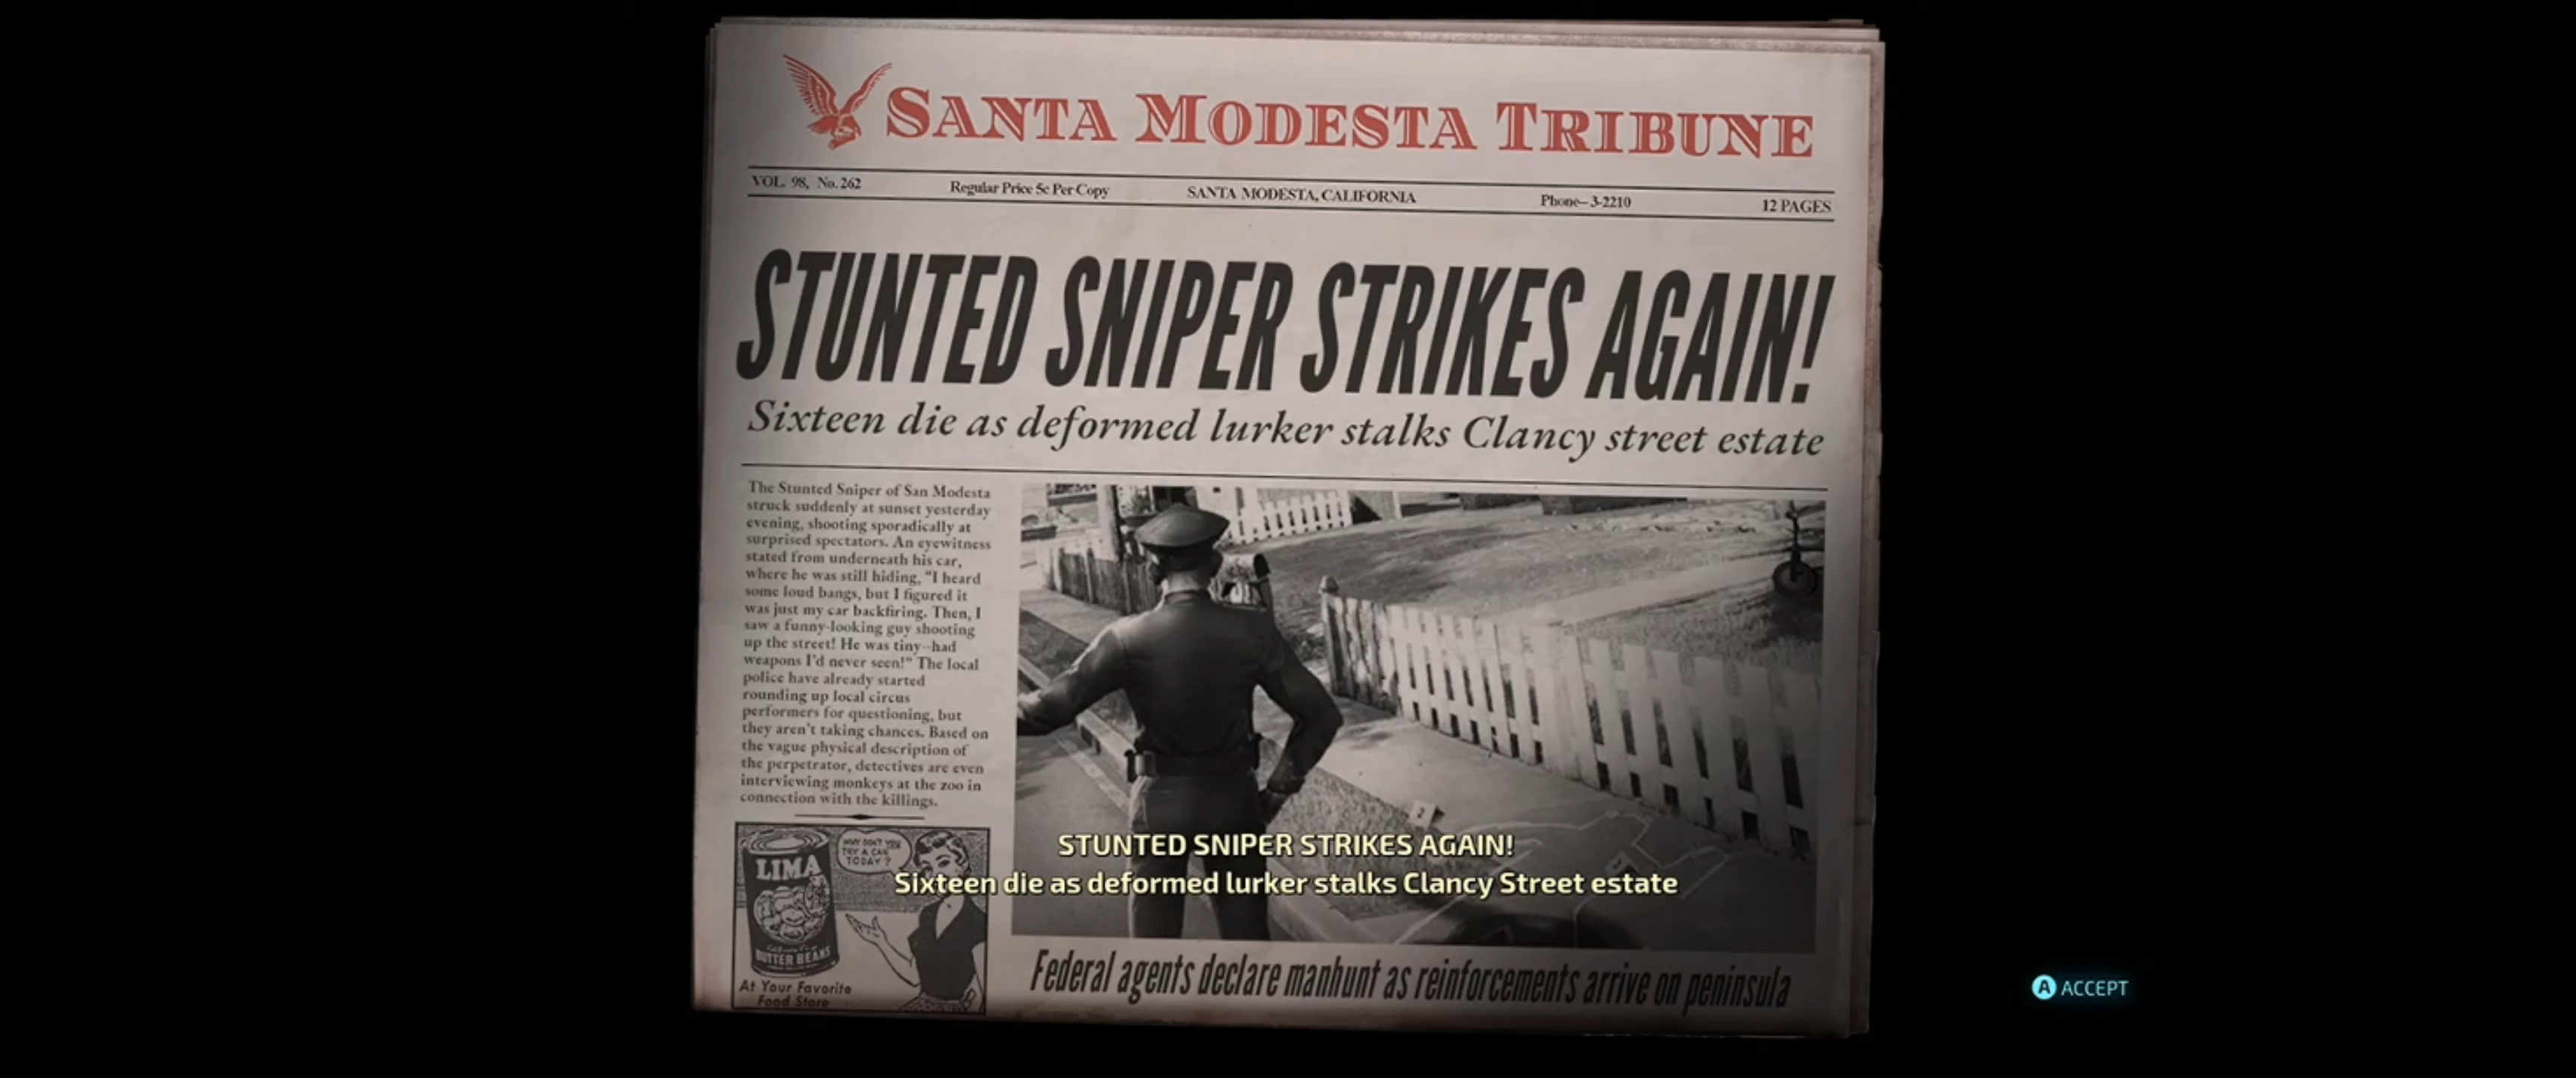 SANTA MODESTA TRIBUNE
VOL. 98, No. 262 Regular Price 5c Per Copy SANTA MODESTA, CALIFORNIA Phone–3-2210 12 PAGES
STUNTED SNIPER STRIKES AGAIN!
Sixteen die as deformed lurker stalks Clancy street estate
The Stunted Sniper of San Modesta
struck suddenly at sunset yesterday
evening, shooting sporadically at
surprised spectators. An eyewitness
stated from underneath his car,
where he was still hiding, "I heard
some loud bangs, but I figured it
was just my car backfiring. Then, I
saw a funny-looking guy shooting
up the street! He was tiny--had
weapons I'd never seen!" The local
police have already started
rounding up local circus
performers for questioning, but
they aren't taking chances. Based on
the vague physical description of
the perpetrator, detectives are even
interviewing monkeys at the zoo in
connection with the killings.
WHY DON'T YOU
TRY A CAN
TODAY?
LIMA
BUTTER BEANS
At Your Favorite
Food Store
2
STUNTED SNIPER STRIKES AGAIN!
Sixteen die as deformed lurker stalks Clancy Street estate
Federal agents declare manhunt as reinforcements arrive on peninsula
A ACCEPT